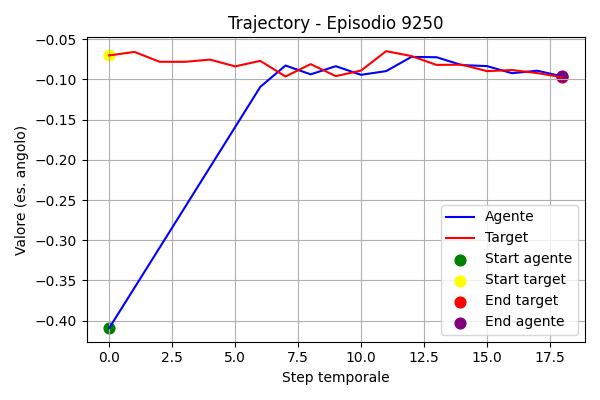 Trajectory - Episodio 9250
Valore (es. angolo)
−0.05
−0.10
−0.15
−0.20
−0.25
−0.30
−0.35
−0.40
Agente
Target
Start agente
Start target
End target
End agente
0.0 2.5 5.0 7.5 10.0 12.5 15.0 17.5
Step temporale